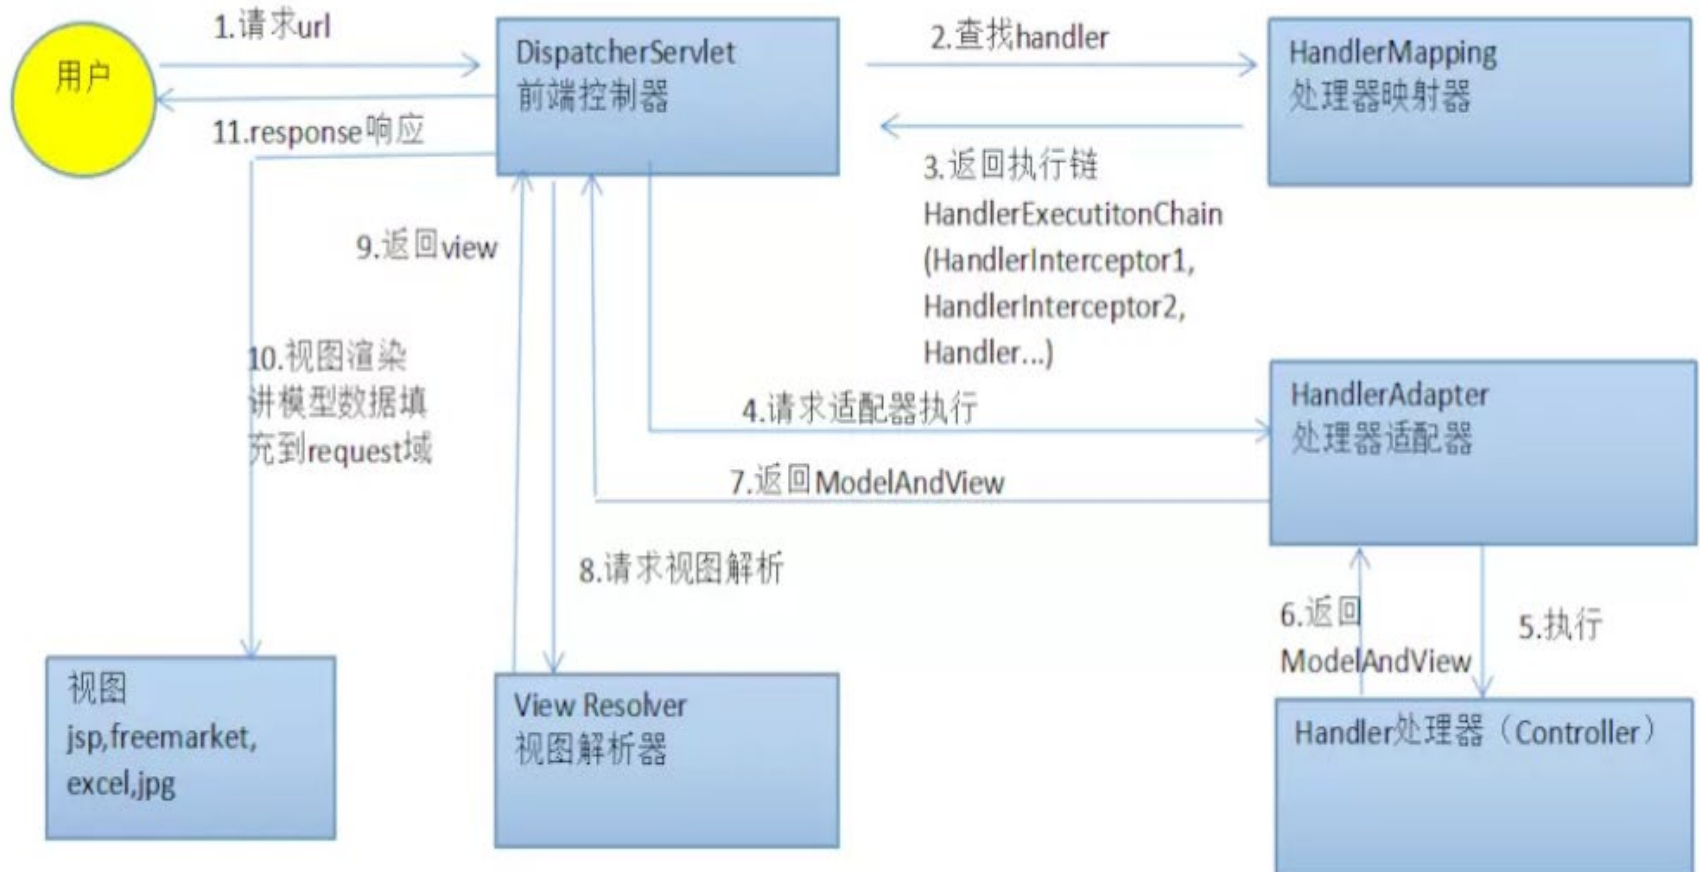 用户
1.请求url
11.response响应
DispatcherServlet
前端控制器
2.查找handler
HandlerMapping
处理器映射器
3.返回执行链
HandlerExecutitonChain
(HandlerInterceptor1,
HandlerInterceptor2,
Handler...)
9.返回view
10.视图渲染
讲模型数据填
充到request域
4.请求适配器执行
7.返回ModelAndView
HandlerAdapter
处理器适配器
8.请求视图解析
6.返回
ModelAndView
5.执行
视图
jsp,freemarket,
excel,jpg
View Resolver
视图解析器
Handler处理器（Controller）